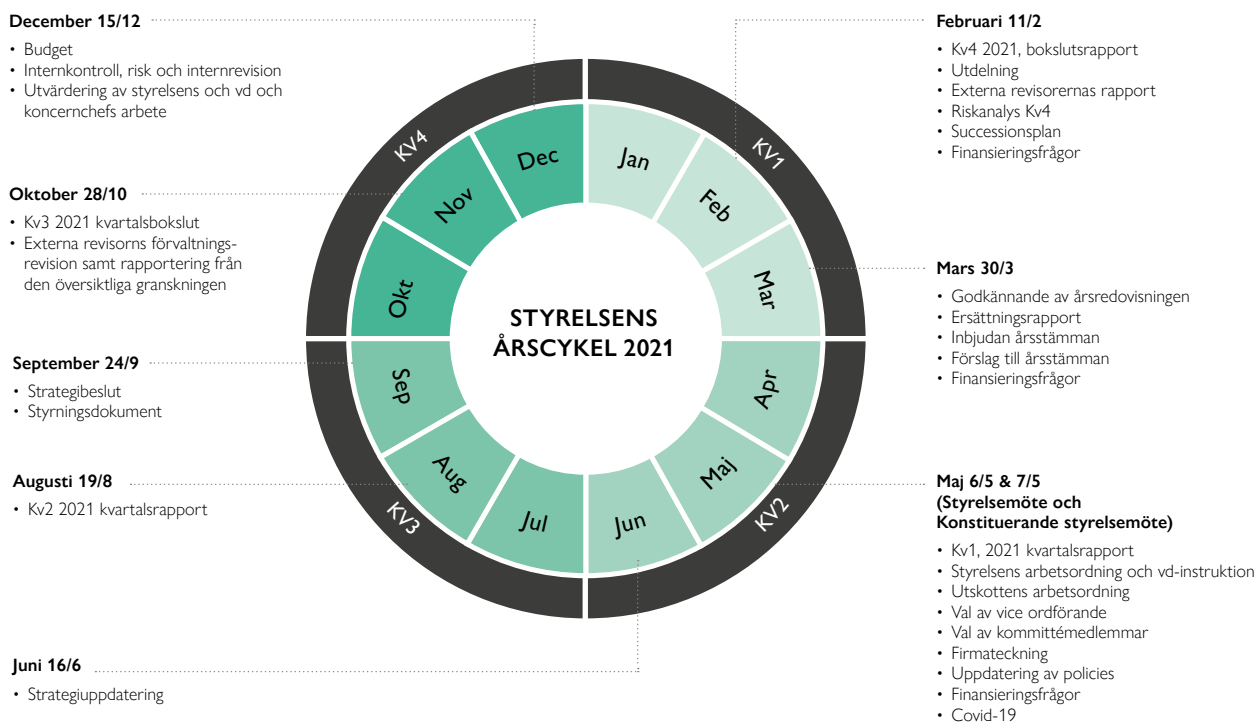 December 15/12
• Budget
• Internkontroll, risk och internrevision
• Utvärdering av styrelsens och vd och
koncernchefs arbete
Oktober 28/10
• Kv3 2021 kvartalsbokslut
• Externa revisorns förvaltnings-
revision samt rapportering från
den översiktliga granskningen
September 24/9
• Strategibeslut
• Styrningsdokument
Augusti 19/8
• Kv2 2021 kvartalsrapport
Juni 16/6
• Strategiuppdatering
STYRELSENS
ÅRSCYKEL 2021
KV1
Jan
Feb
Mar
KV2
Apr
Maj
Jun
KV3
Jul
Aug
Sep
KV4
Okt
Nov
Dec
Februari 11/2
• Kv4 2021, bokslutsrapport
• Utdelning
• Externa revisorernas rapport
• Riskanalys Kv4
• Successionsplan
• Finansieringsfrågor
Mars 30/3
• Godkännande av årsredovisningen
• Ersättningsrapport
• Inbjudan årsstämman
• Förslag till årsstämman
• Finansieringsfrågor
Maj 6/5 & 7/5
(Styrelsemöte och
Konstituerande styrelsemöte)
• Kv1, 2021 kvartalsrapport
• Styrelsens arbetsordning och vd-instruktion
• Utskottens arbetsordning
• Val av vice ordförande
• Val av kommittémedlemmar
• Firmateckning
• Uppdatering av policies
• Finansieringsfrågor
• Covid-19